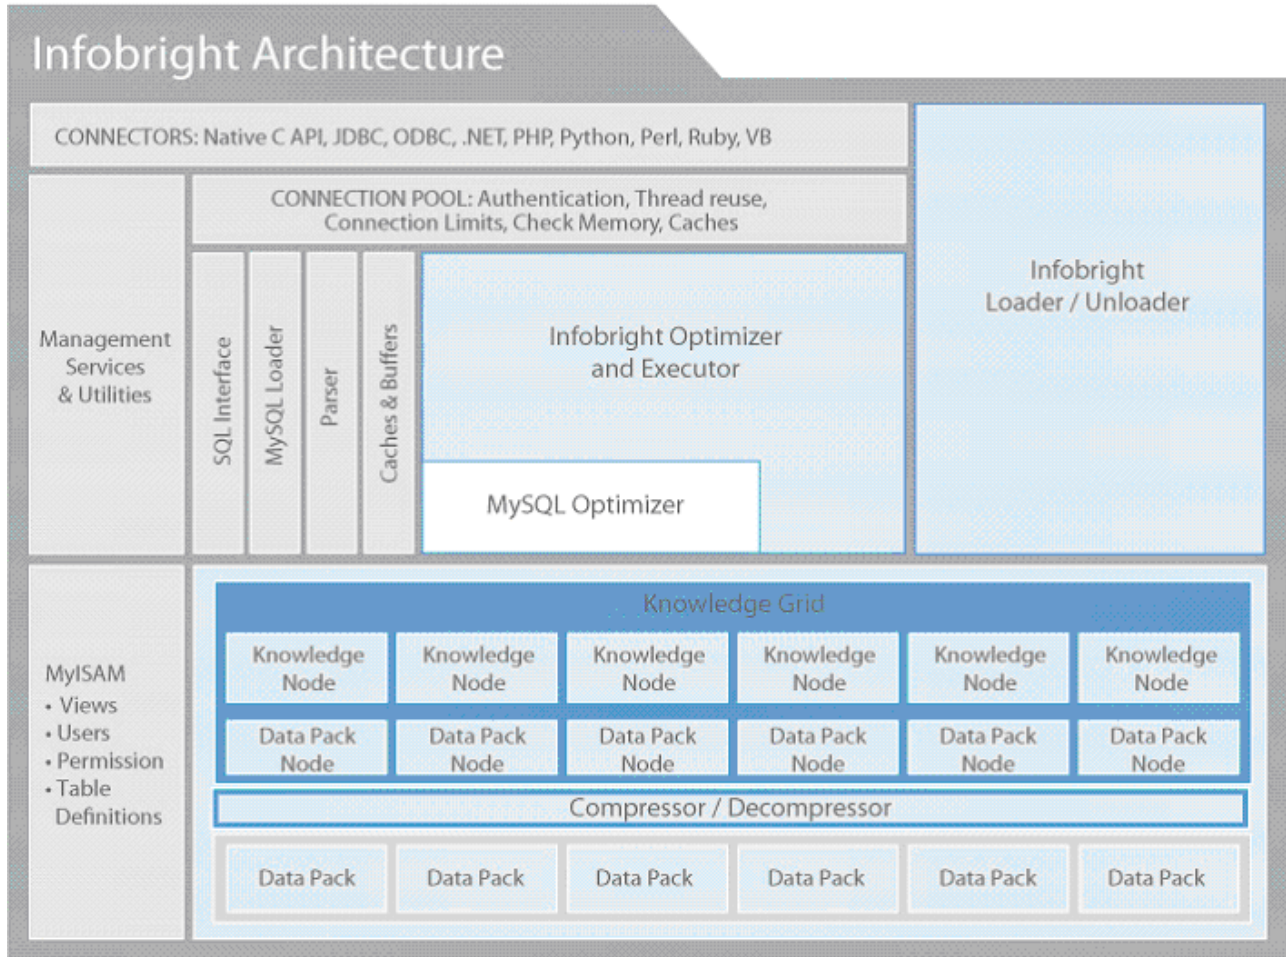 Infobright Architecture
CONNECTORS: Native C API, JDBC, ODBC, .NET, PHP, Python, Perl, Ruby, VB
CONNECTION POOL: Authentication, Thread reuse,
Connection Limits, Check Memory, Caches
Infobright
Loader / Unloader
Management
Services
& Utilities
SQL Interface
MySQL Loader
Parser
Caches & Buffers
Infobright Optimizer
and Executor
MySQL Optimizer
MyISAM
• Views
• Users
• Permission
• Table
Definitions
Knowledge Grid
Knowledge Knowledge Knowledge Knowledge Knowledge Knowledge
Node Node Node Node Node Node
Data Pack Data Pack Data Pack Data Pack Data Pack Data Pack
Node Node Node Node Node Node
Compressor / Decompressor
Data Pack Data Pack Data Pack Data Pack Data Pack Data Pack